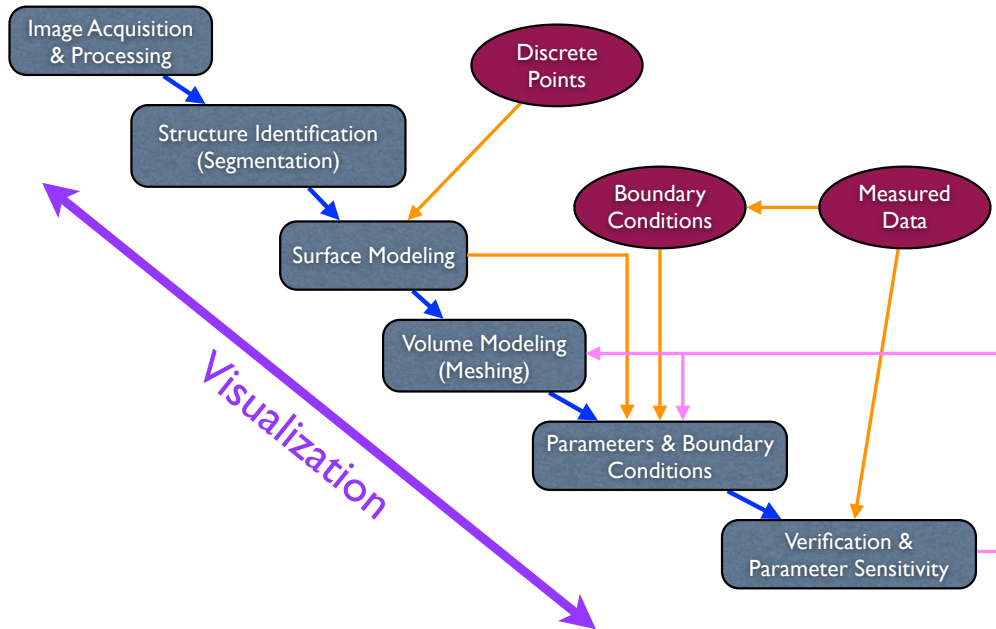 Image Acquisition
& Processing
Discrete
Points
Structure Identification
(Segmentation)
Boundary
Conditions
Measured
Data
Surface Modeling
Volume Modeling
(Meshing)
Visualization
Parameters & Boundary
Conditions
Verification &
Parameter Sensitivity